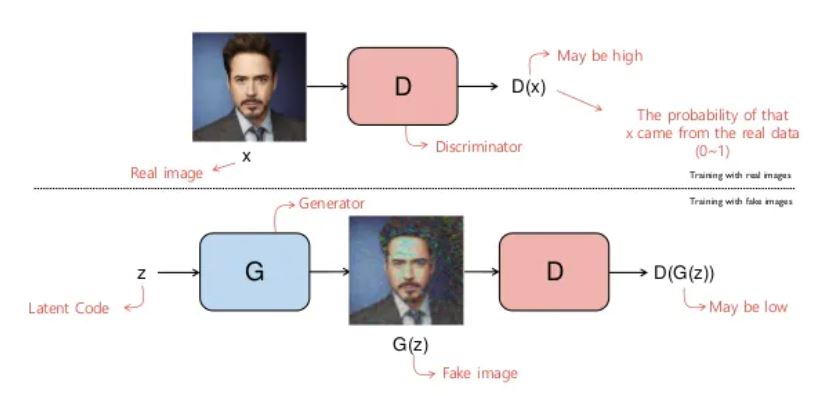 May be high
D
D(x)
The probability of that
x came from the real data
(0~1)
Discriminator
x
Real image
Training with real images
Training with fake images
Generator
z
G
D
D(G(z))
Latent Code
May be low
G(z)
Fake image